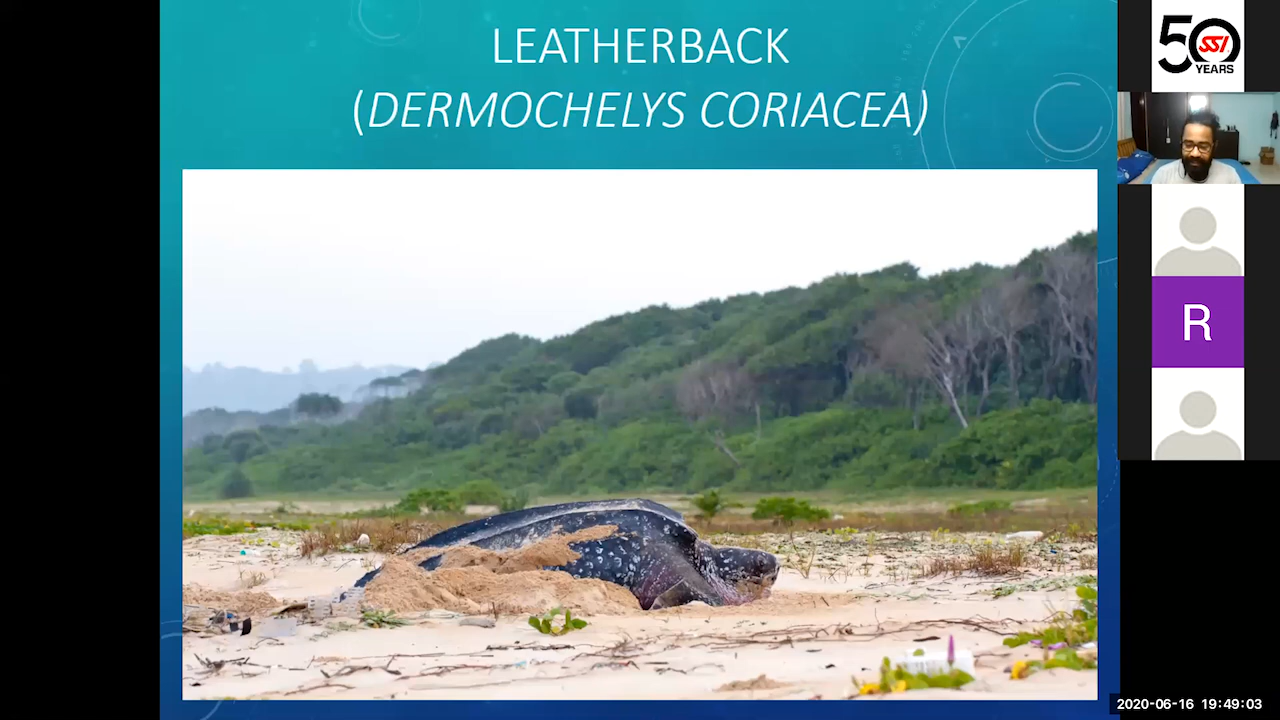 LEATHERBACK
(DERMOCHELYS CORIACEA)
50
SSI
YEARS
R
2020-06-16 19:49:03